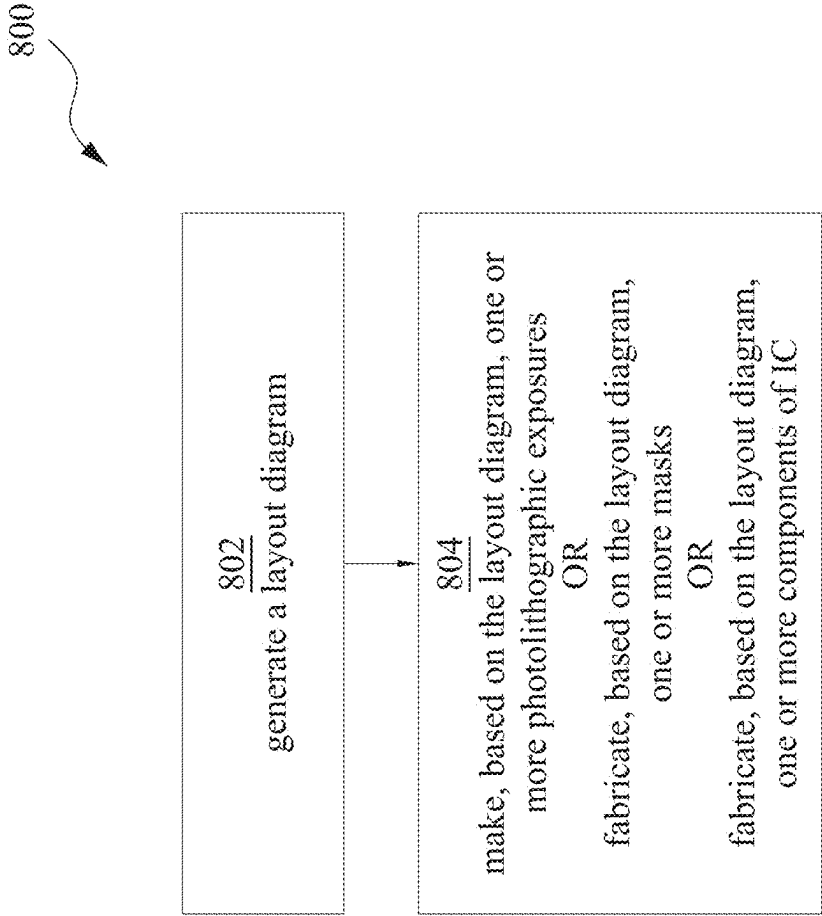 800
802
generate a layout diagram
804
make, based on the layout diagram, one or
more photolithographic exposures
OR
fabricate, based on the layout diagram,
one or more masks
OR
fabricate, based on the layout diagram,
one or more components of IC